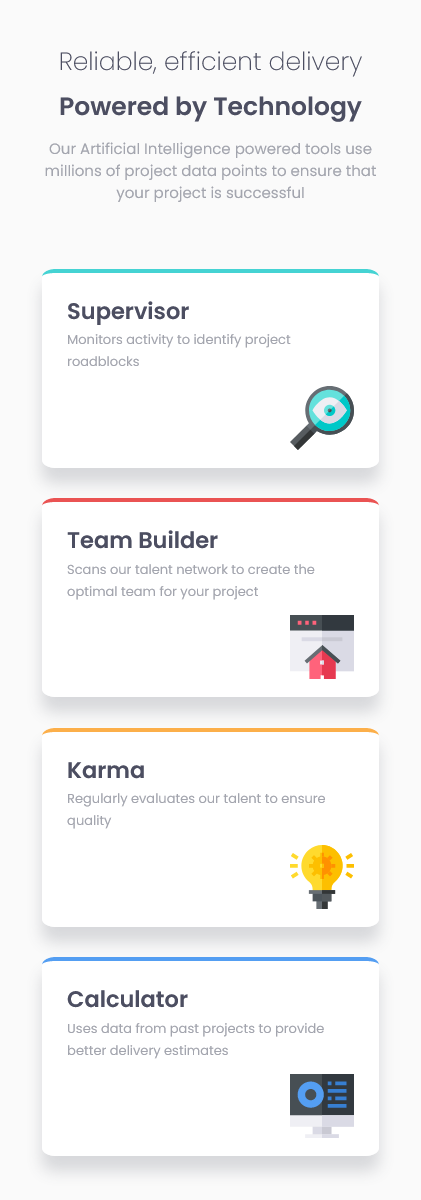 Reliable, efficient delivery
Powered by Technology
Our Artificial Intelligence powered tools use
millions of project data points to ensure that
your project is successful
Supervisor
Monitors activity to identify project
roadblocks
Team Builder
Scans our talent network to create the
optimal team for your project
Karma
Regularly evaluates our talent to ensure
quality
Calculator
Uses data from past projects to provide
better delivery estimates